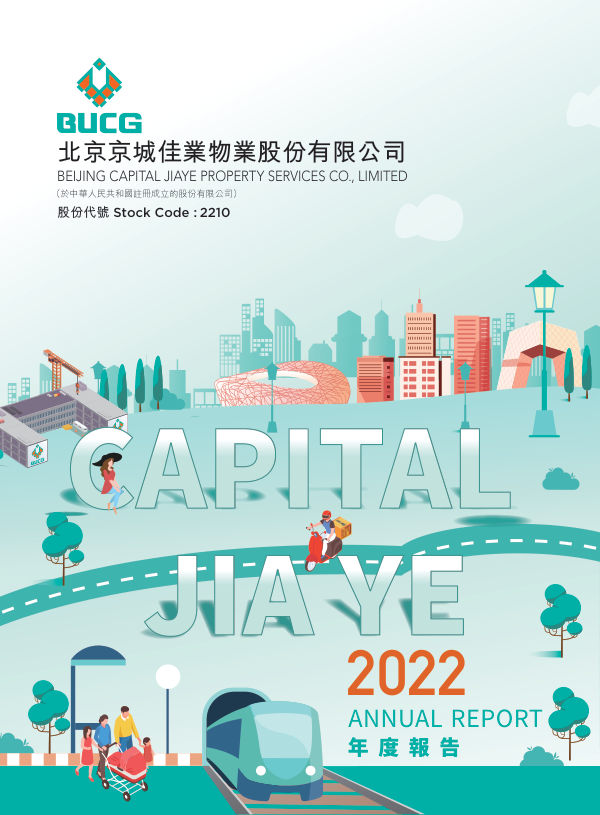 BUCG
北京京城佳業物業股份有限公司
BEIJING CAPITAL JIAYE PROPERTY SERVICES CO., LIMITED
(於中華人民共和國註冊成立的股份有限公司)
股份代號 Stock Code : 2210
BUCG
CAPITAL
JIA YE
2022
ANNUAL REPORT
年度報告